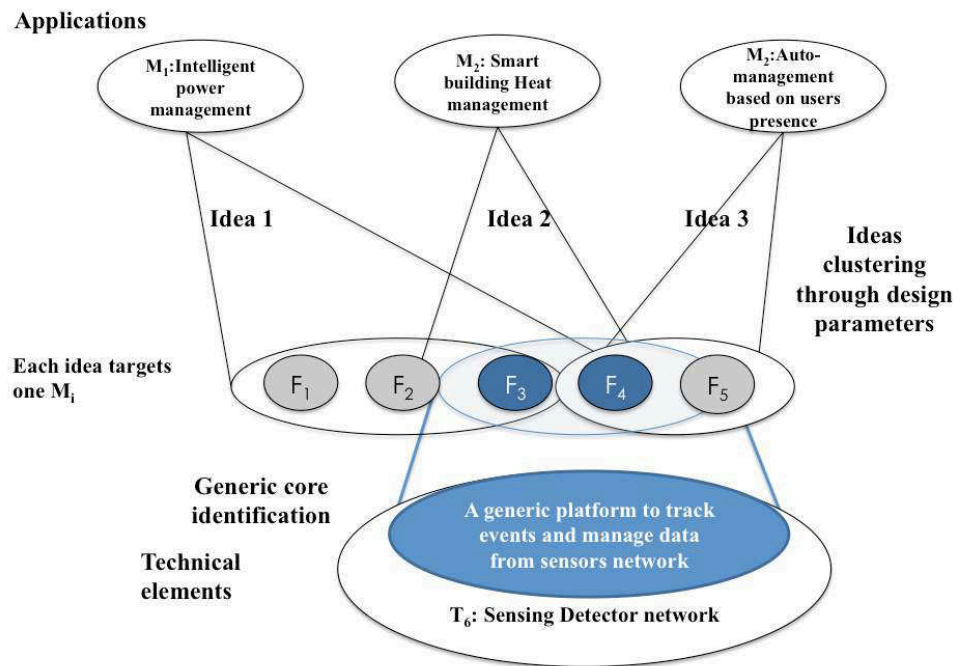 Applications
M₁:Intelligent
power
management
M₂: Smart
building Heat
management
M₂:Auto-
management
based on users
presence
Idea 1
Idea 2
Idea 3
Ideas
clustering
through design
parameters
Each idea targets
one Mᵢ
F₁
F₂
F₃
F₄
F₅
Generic core
identification
A generic platform to track
events and manage data
from sensors network
Technical
elements
T₆: Sensing Detector network